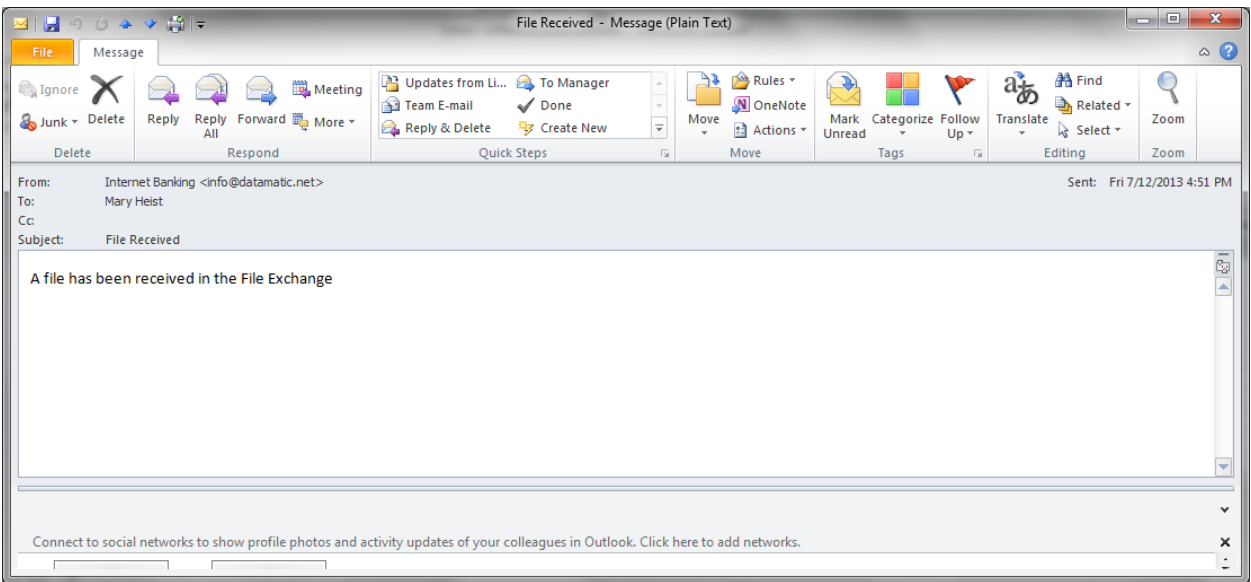 File Received - Message (Plain Text)
File Message
Ignore
Junk Delete
Reply Reply All Forward Meeting
More
Updates from Li... To Manager
Team E-mail Done
Reply & Delete Create New
Move Rules
OneNote
Actions
Mark Unread Categorize Follow Up
Translate Find
Related
Select
Zoom
Delete Respond Quick Steps Move Tags Editing Zoom
From: Internet Banking <info@datamatic.net> Sent: Fri 7/12/2013 4:51 PM
To: Mary Heist
Cc:
Subject: File Received
A file has been received in the File Exchange
Connect to social networks to show profile photos and activity updates of your colleagues in Outlook. Click here to add networks.